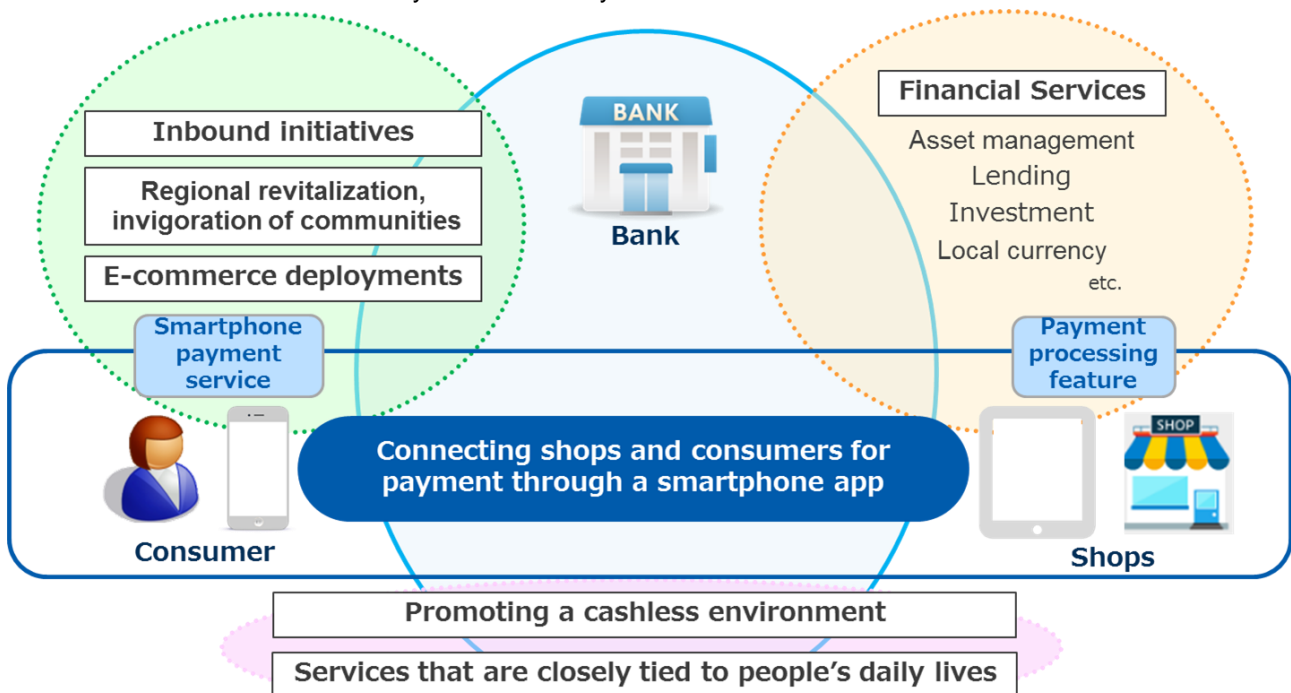 Inbound initiatives
Regional revitalization,
invigoration of communities
E-commerce deployments
BANK
Bank
Financial Services
Asset management
Lending
Investment
Local currency
etc.
Smartphone
payment
service
Payment
processing
feature
Connecting shops and consumers for
payment through a smartphone app
Consumer
SHOP
Shops
Promoting a cashless environment
Services that are closely tied to people’s daily lives